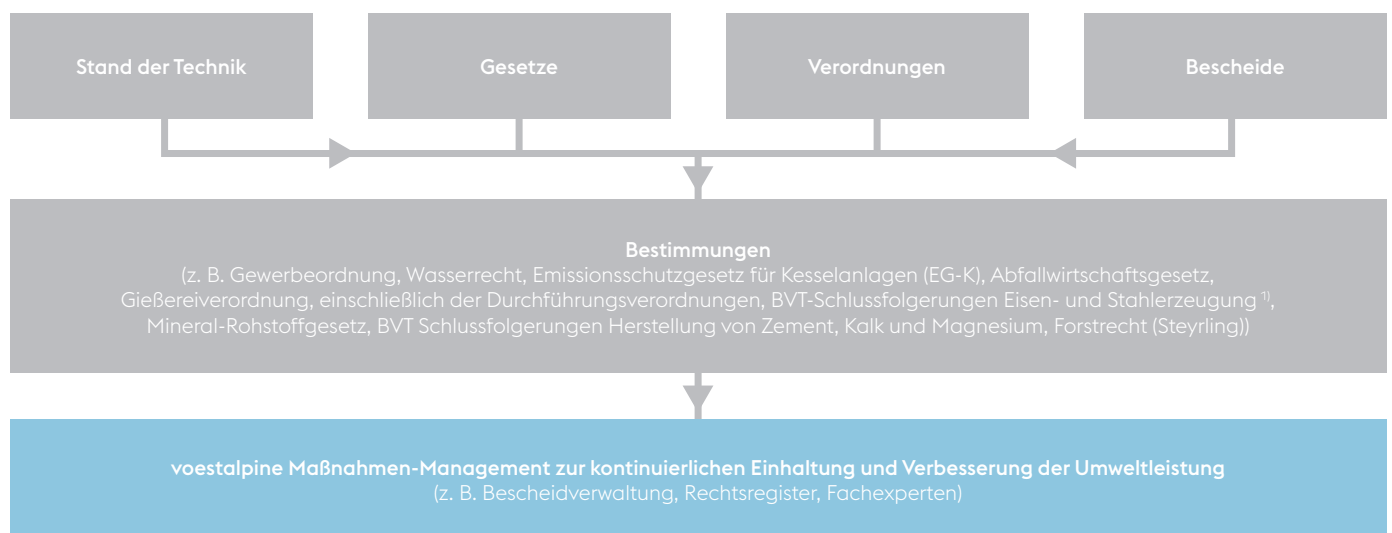 Stand der Technik
Gesetze
Verordnungen
Bescheide
Bestimmungen
(z. B. Gewerbeordnung, Wasserrecht, Emissionsschutzgesetz für Kesselanlagen (EG-K), Abfallwirtschaftsgesetz,
Gießereiverordnung, einschließlich der Durchführungsverordnungen, BVT-Schlussfolgerungen Eisen- und Stahlerzeugung ¹⁾,
Mineral-Rohstoffgesetz, BVT Schlussfolgerungen Herstellung von Zement, Kalk und Magnesium, Forstrecht (Steyrling))
voestalpine Maßnahmen-Management zur kontinuierlichen Einhaltung und Verbesserung der Umweltleistung
(z. B. Bescheidverwaltung, Rechtsregister, Fachexperten)